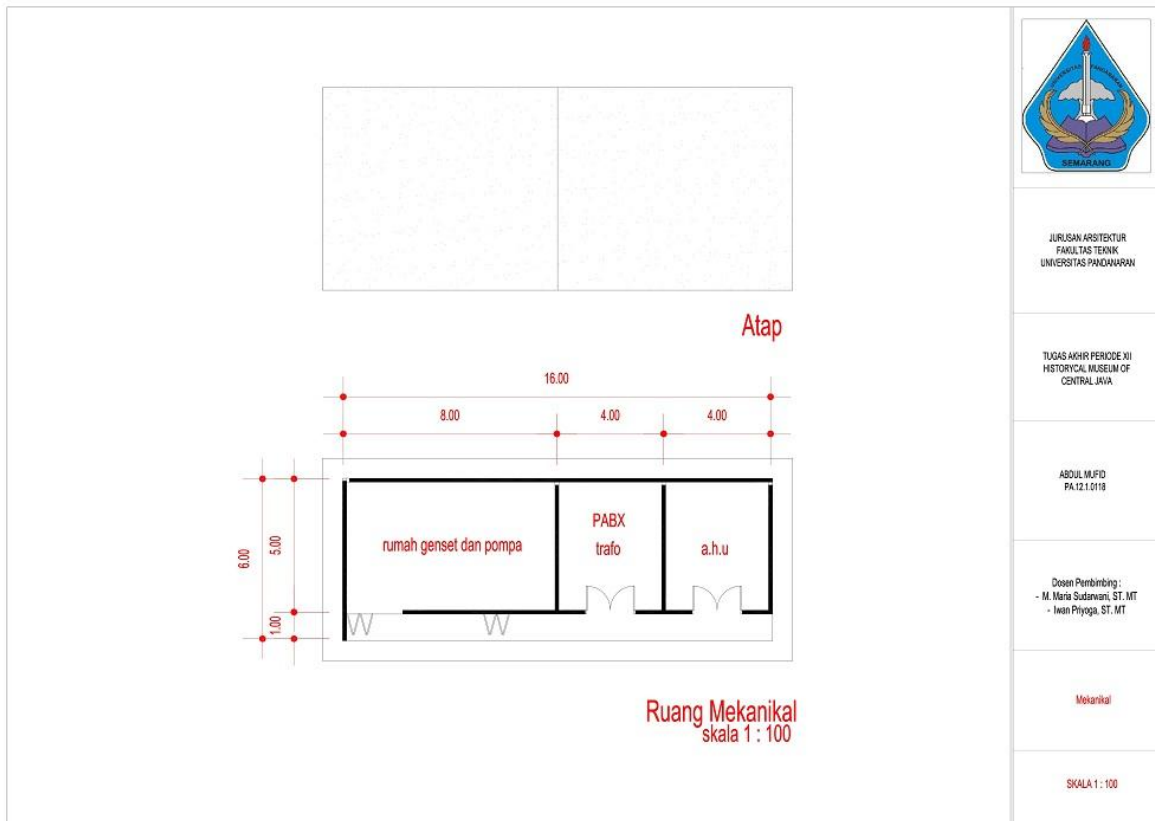 Atap
16.00
8.00
4.00
4.00
6.00
5.00
1.00
rumah genset dan pompa
PABX
trafo
a.h.u
Ruang Mekanikal
skala 1 : 100
UNIVERSITAS PANDANARAN
SEMARANG
JURUSAN ARSITEKTUR
FAKULTAS TEKNIK
UNIVERSITAS PANDANARAN
TUGAS AKHIR PERIODE XII
HISTORYCAL MUSEUM OF
CENTRAL JAVA
ABDUL MUFID
PA.12.1.0118
Dosen Pembimbing :
- M. Maria Sudarwani, ST. MT
- Iwan Priyoga, ST. MT
Mekanikal
SKALA 1 : 100